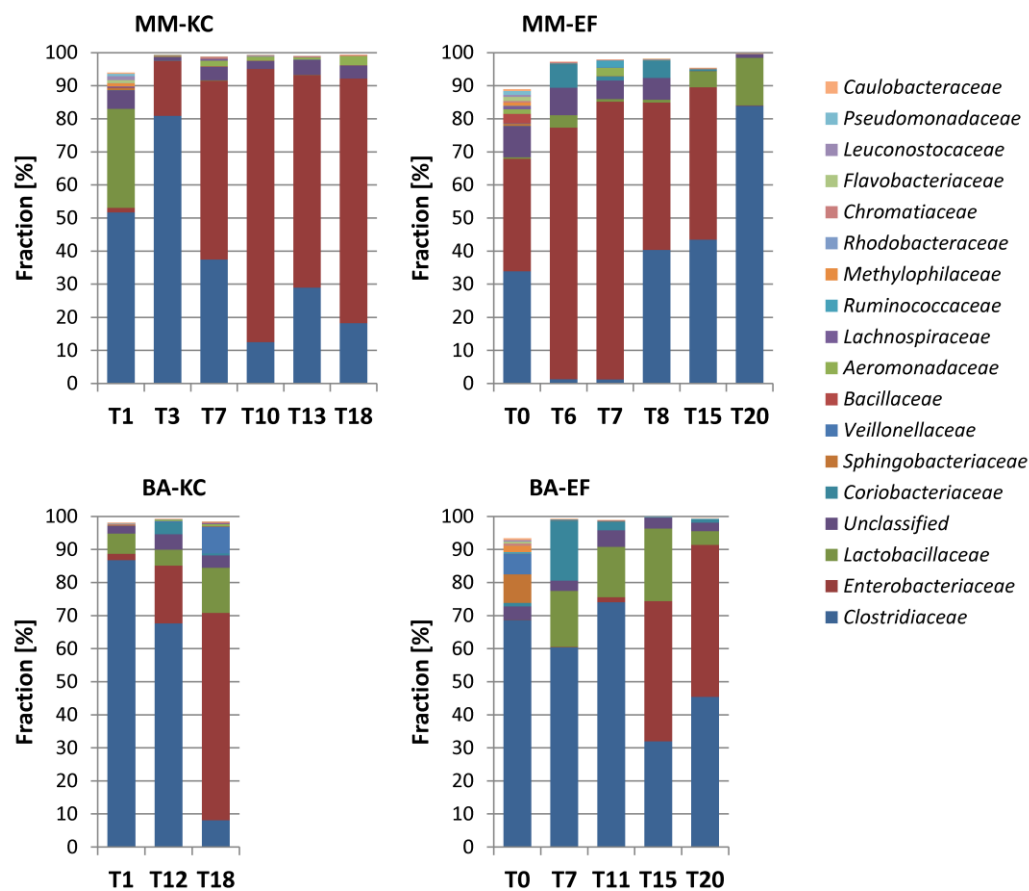 MM-KC
Fraction [%]
100
90
80
70
60
50
40
30
20
10
0
T1 T3 T7 T10 T13 T18
MM-EF
Fraction [%]
100
90
80
70
60
50
40
30
20
10
0
T0 T6 T7 T8 T15 T20
BA-KC
Fraction [%]
100
90
80
70
60
50
40
30
20
10
0
T1 T12 T18
BA-EF
Fraction [%]
100
90
80
70
60
50
40
30
20
10
0
T0 T7 T11 T15 T20
Caulobacteraceae
Pseudomonadaceae
Leuconostocaceae
Flavobacteriaceae
Chromatiaceae
Rhodobacteraceae
Methylophilaceae
Ruminococcaceae
Lachnospiraceae
Aeromonadaceae
Bacillaceae
Veillonellaceae
Sphingobacteriaceae
Coriobacteriaceae
Unclassified
Lactobacillaceae
Enterobacteriaceae
Clostridiaceae